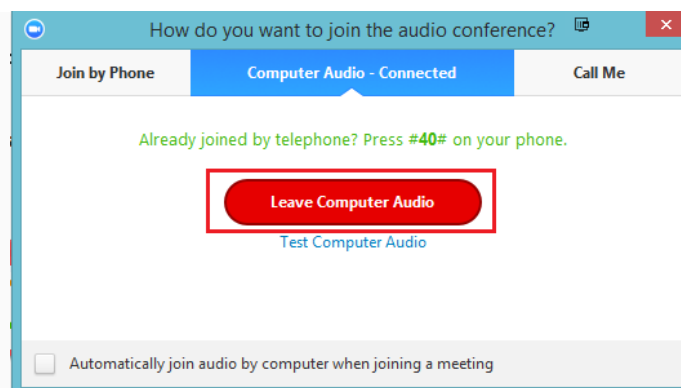 How do you want to join the audio conference?
Join by Phone
Computer Audio - Connected
Call Me
Already joined by telephone? Press #40# on your phone.
Leave Computer Audio
Test Computer Audio
Automatically join audio by computer when joining a meeting